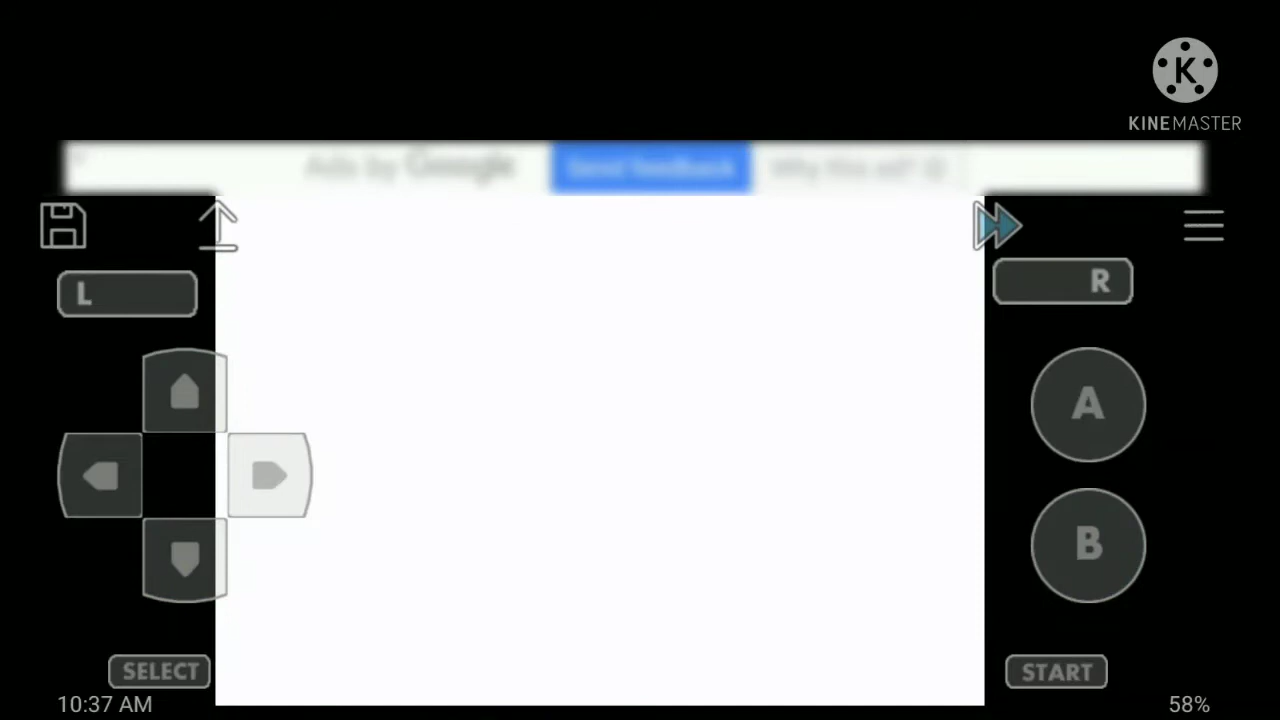 KINEMASTER
Ads by Google
Send feedback
Why this ad?
L
R
A
B
SELECT
START
10:37 AM
58%